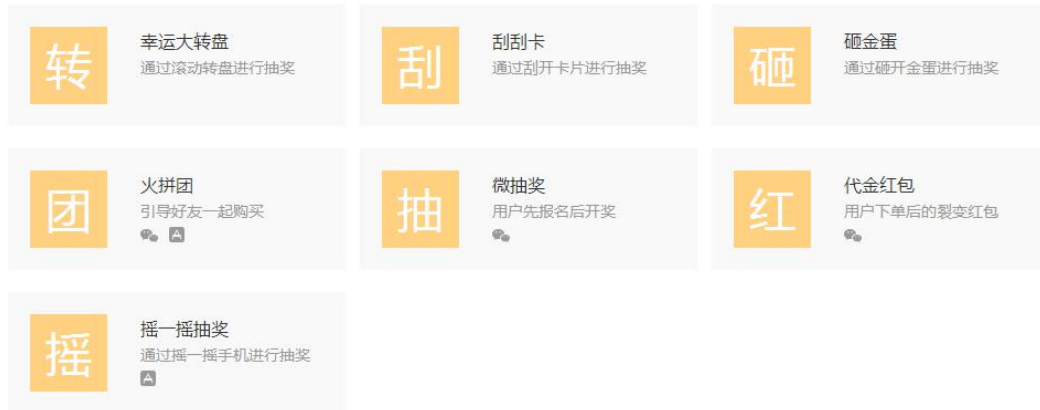 转
幸运大转盘
通过滚动转盘进行抽奖
刮
刮刮卡
通过刮开卡片进行抽奖
砸
砸金蛋
通过砸开金蛋进行抽奖
团
火拼团
引导好友一起购买
抽
微抽奖
用户先报名后开奖
红
代金红包
用户下单后的裂变红包
摇
摇一摇抽奖
通过摇一摇手机进行抽奖